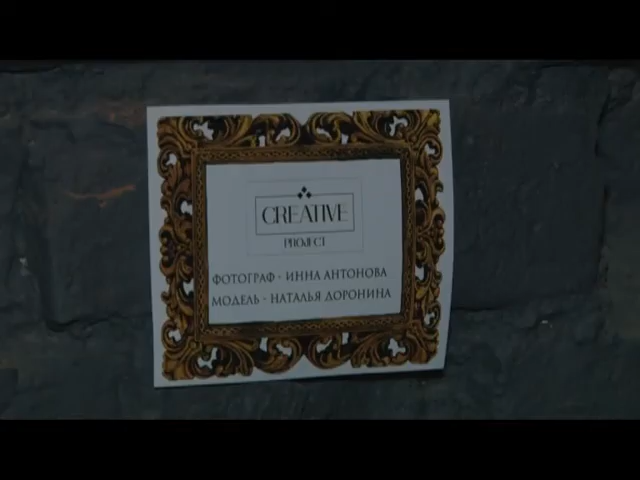 CREATIVE
PROJECT
ФОТОГРАФ - ИННА АНТОНОВА
МОДЕЛЬ - НАТАЛЬЯ ДОРОНИНА